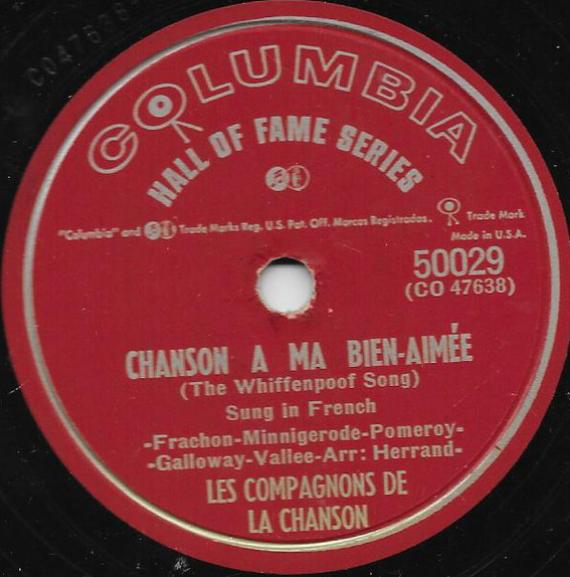 CO47638
COLUMBIA
HALL OF FAME SERIES
"Columbia" and Trade Marks Reg. U.S. Pat. Off. Marcas Registradas. Trade Mark
Made in U.S.A.
50029
(CO 47638)
CHANSON A MA BIEN-AIMÉE
(The Whiffenpoof Song)
Sung in French
-Frachon-Minnigerode-Pomeroy-
-Galloway-Vallee-Arr: Herrand-
LES COMPAGNONS DE
LA CHANSON